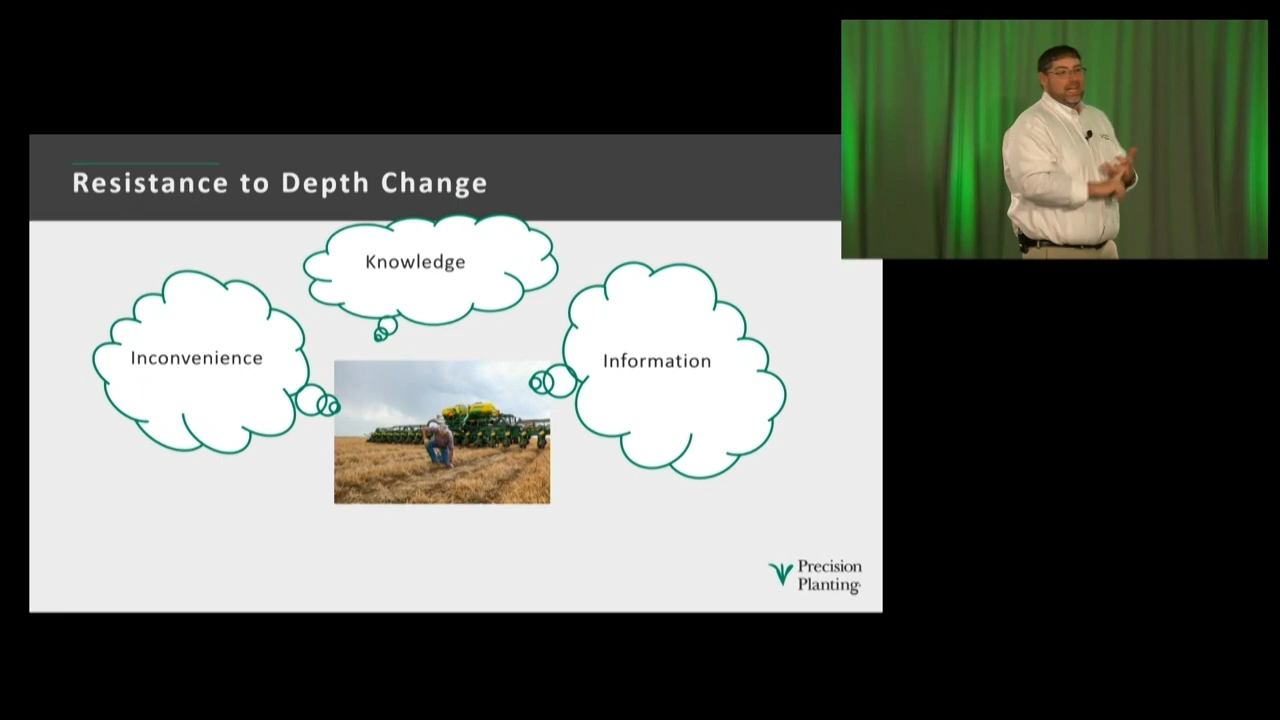 Resistance to Depth Change
Knowledge
Inconvenience
Information
Precision
Planting